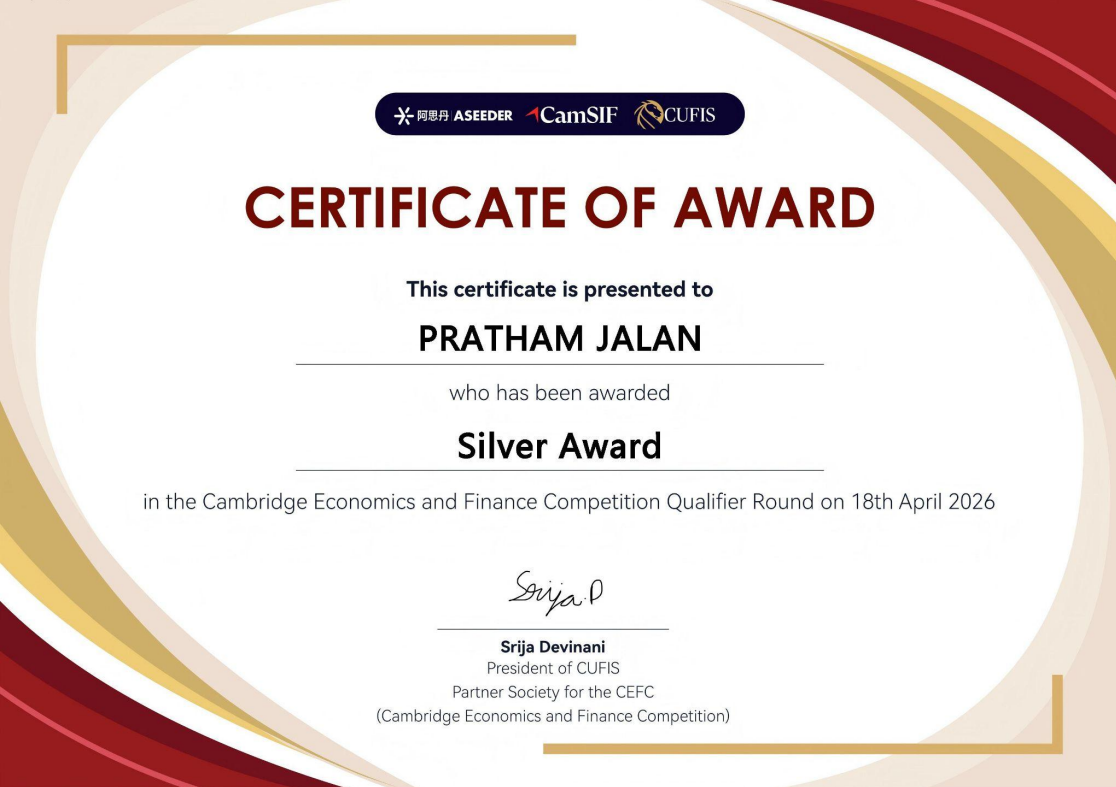 阿思丹 ASEEDER CamSIF CUFIS
CERTIFICATE OF AWARD
This certificate is presented to
PRATHAM JALAN
who has been awarded
Silver Award
in the Cambridge Economics and Finance Competition Qualifier Round on 18th April 2026
Srija D
Srija Devinani
President of CUFIS
Partner Society for the CEFC
(Cambridge Economics and Finance Competition)